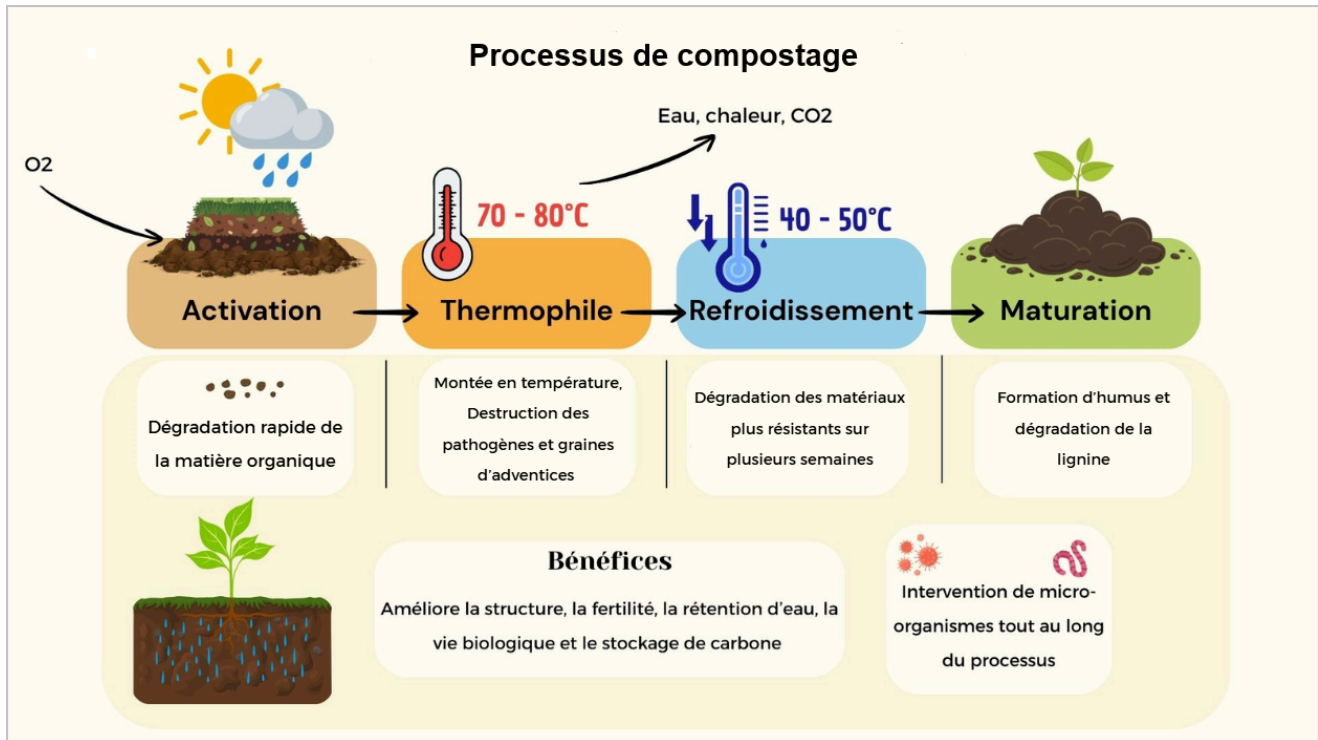 Processus de compostage
Eau, chaleur, CO2
O2
70 - 80°C
40 - 50°C
Activation
Thermophile
Refroidissement
Maturation
Dégradation rapide de
la matière organique
Montée en température,
Destruction des
pathogènes et graines
d'adventices
Dégradation des matériaux
plus résistants sur
plusieurs semaines
Formation d'humus et
dégradation de la
lignine
Bénéfices
Améliore la structure, la fertilité, la rétention d'eau, la
vie biologique et le stockage de carbone
Intervention de micro-
organismes tout au long
du processus